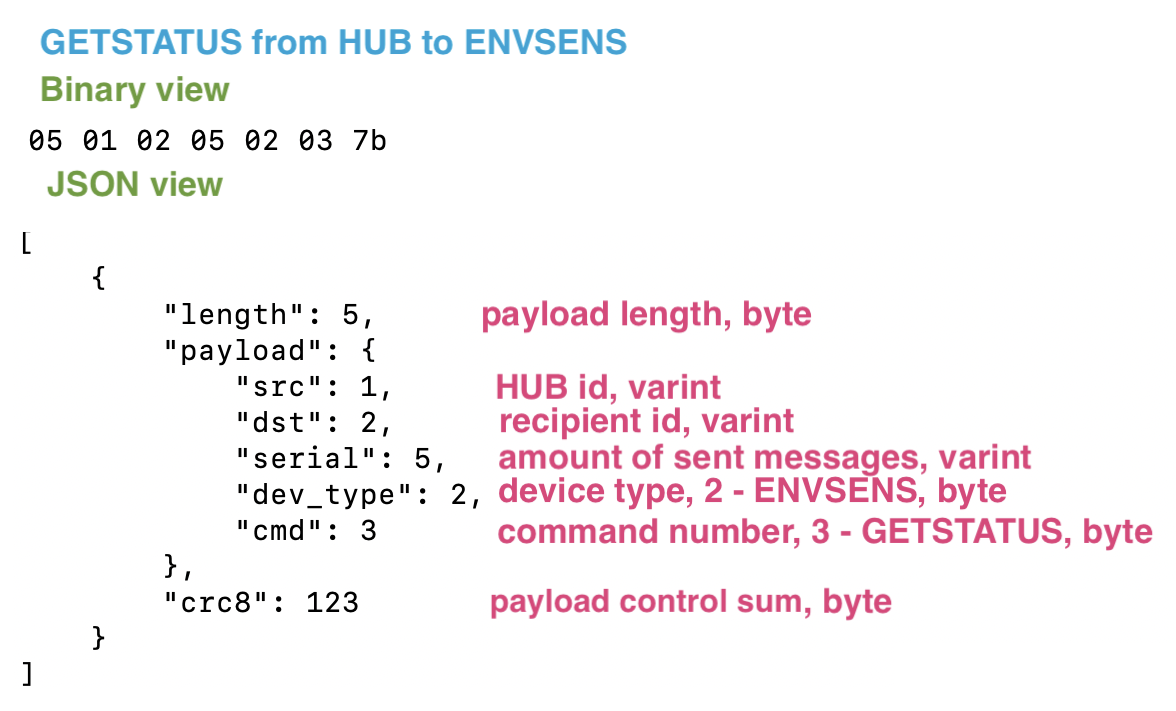 GETSTATUS from HUB to ENVSENS
Binary view
05 01 02 05 02 03 7b
JSON view
[
{
"length": 5, payload length, byte
"payload": {
"src": 1, HUB id, varint
"dst": 2, recipient id, varint
"serial": 5, amount of sent messages, varint
"dev_type": 2, device type, 2 - ENVSENS, byte
"cmd": 3 command number, 3 - GETSTATUS, byte
},
"crc8": 123 payload control sum, byte
}
]